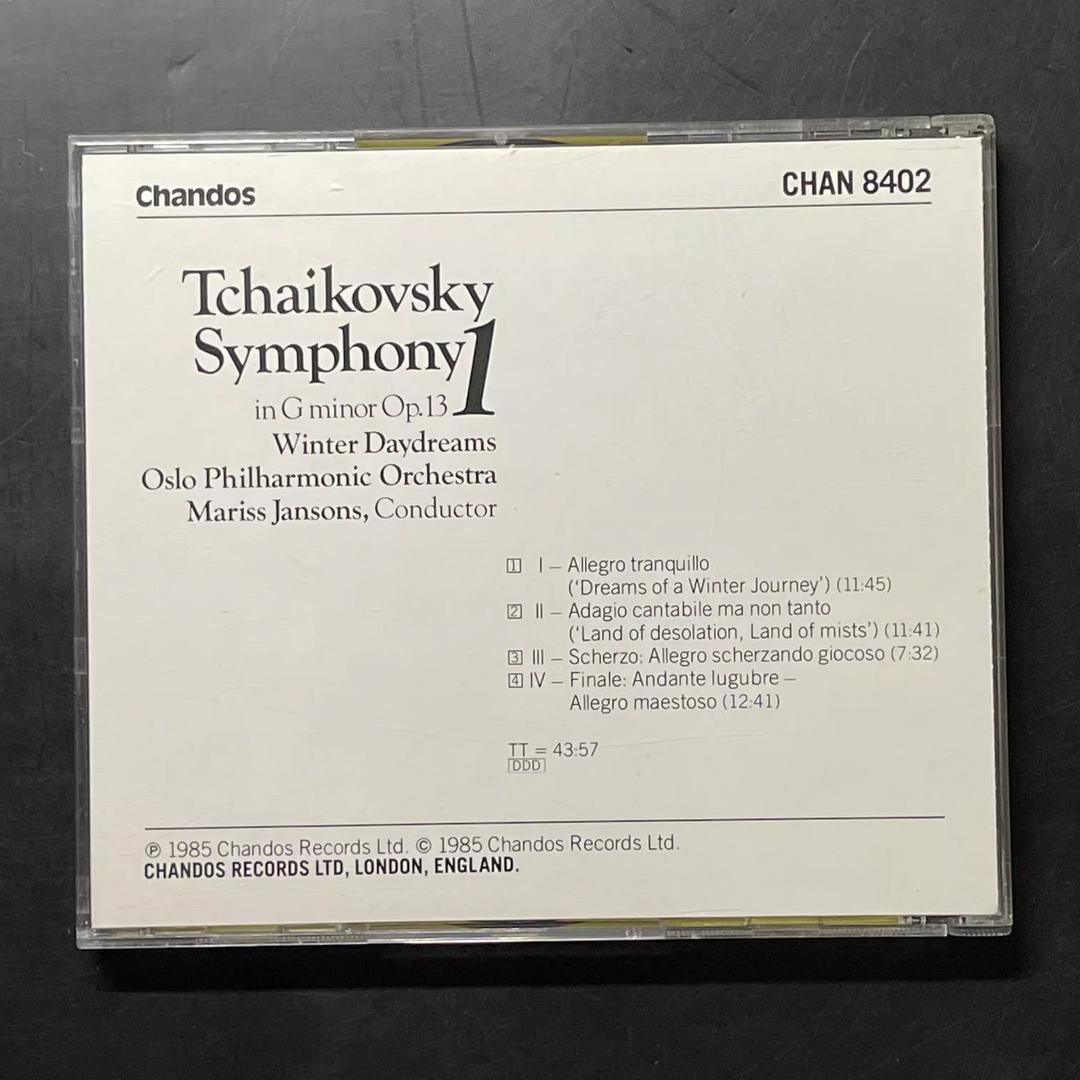 Chandos
CHAN 8402
Tchaikovsky
Symphony 1
in G minor Op.13
Winter Daydreams
Oslo Philharmonic Orchestra
Mariss Jansons, Conductor
1 I – Allegro tranquillo
(‘Dreams of a Winter Journey’) (11:45)
2 II – Adagio cantabile ma non tanto
(‘Land of desolation, Land of mists’) (11:41)
3 III – Scherzo: Allegro scherzando giocoso (7:32)
4 IV – Finale: Andante lugubre –
Allegro maestoso (12:41)
TT = 43:57
DDD
℗ 1985 Chandos Records Ltd. © 1985 Chandos Records Ltd.
CHANDOS RECORDS LTD, LONDON, ENGLAND.